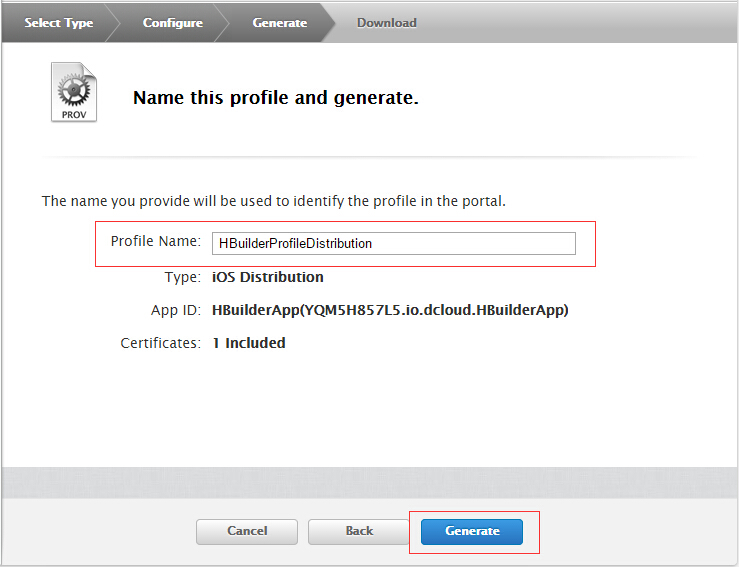 Select Type Configure Generate Download
PROV
Name this profile and generate.
The name you provide will be used to identify the profile in the portal.
Profile Name: HBuilderProfileDistribution
Type: iOS Distribution
App ID: HBuilderApp(YQM5H857L5.io.dcloud.HBuilderApp)
Certificates: 1 Included
Cancel Back Generate